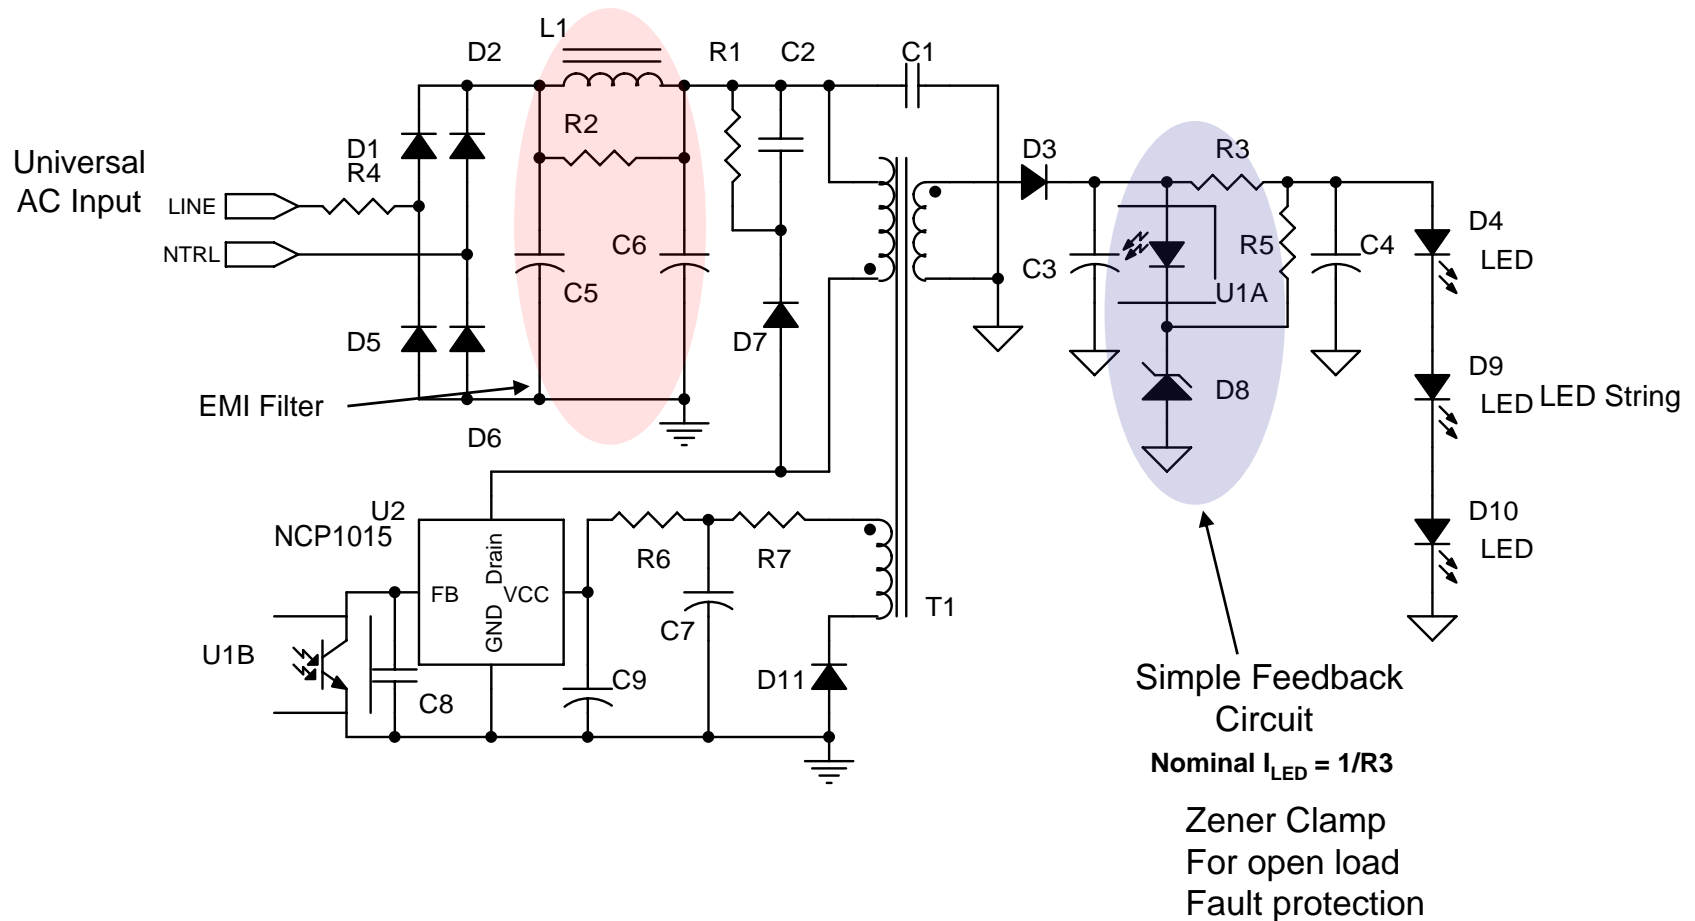 L1
D2
R1
C2
C1
R2
D1
R4
D3
R3
Universal
AC Input
LINE
NTRL
C6
C5
C3
R5
C4
D4
LED
U1A
D5
D7
D9
LED
LED String
D8
EMI Filter
D6
U2
NCP1015
Drain
FB
VCC
GND
R6
R7
D10
LED
C7
T1
U1B
C8
C9
D11
Simple Feedback
Circuit
Nominal I_LED = 1/R3
Zener Clamp
For open load
Fault protection